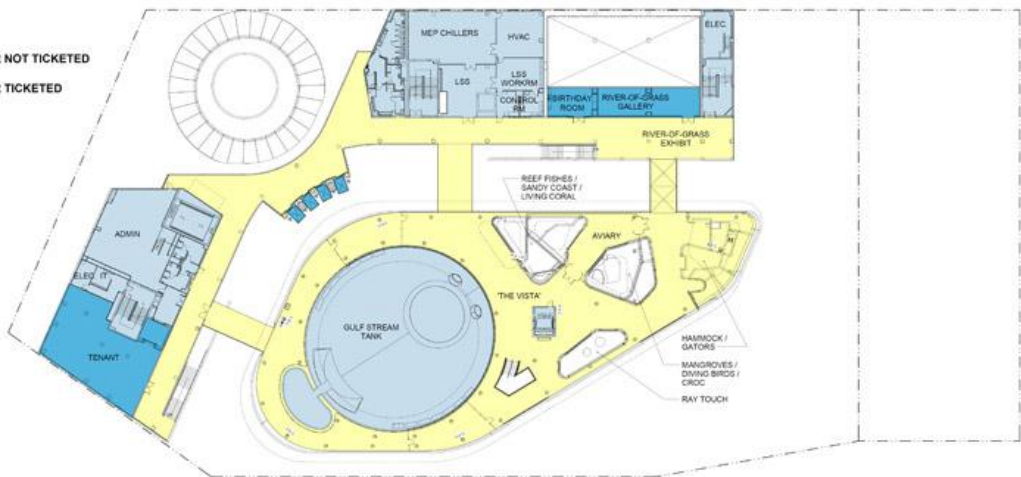 NOT TICKETED
TICKETED
MEP CHILLERS
HVAC
ELEC.
LSS
LSS
WORKRM
CONTROL
RM
BIRTHDAY
ROOM
RIVER-OF-GRASS
GALLERY
RIVER-OF-GRASS
EXHIBIT
REEF FISHES /
SANDY COAST /
LIVING CORAL
ADMIN
AVIARY
ELEC
IT
'THE VISTA'
GULF STREAM
TANK
TENANT
HAMMOCK /
GATORS
MANGROVES /
DIVING BIRDS /
CROC
RAY TOUCH